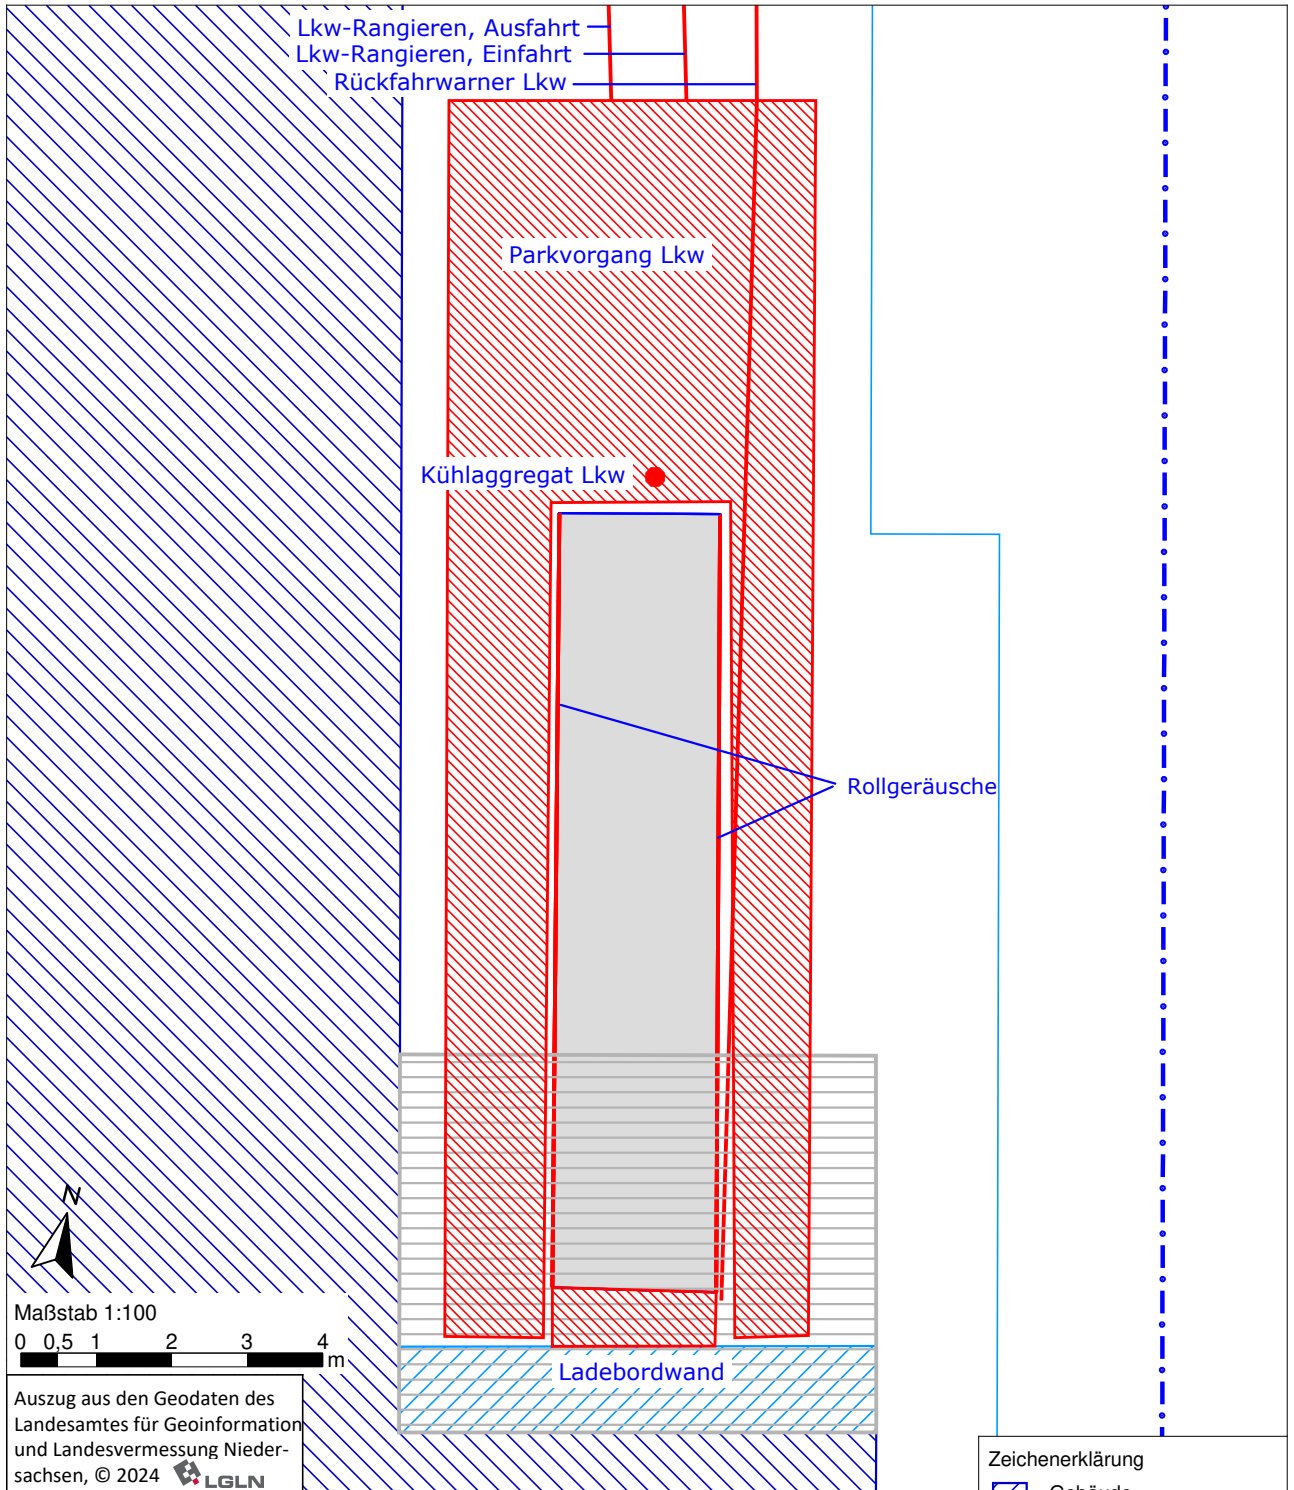 Lkw-Rangieren, Ausfahrt
Lkw-Rangieren, Einfahrt
Rückfahrwarner Lkw
Parkvorgang Lkw
Kühlaggregat Lkw
Rollgeräusche
N
Maßstab 1:100
0 0,5 1 2 3 4
m
Ladebordwand
Auszug aus den Geodaten des
Landesamtes für Geoinformation
und Landesvermessung Nieder-
sachsen, © 2024 LGLN
Zeichenerklärung
Gebäude